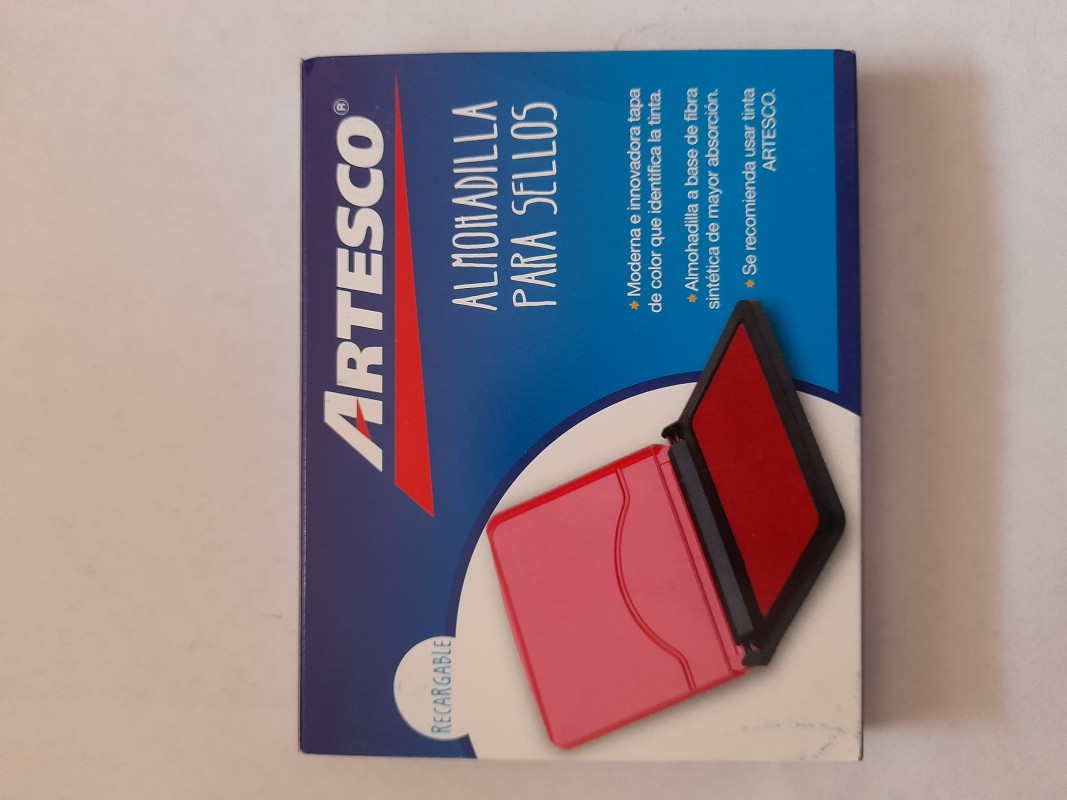 ARTESCO®
RECARGABLE
ALMOHADILLA
PARA SELLOS
* Moderna e innovadora tapa
de color que identifica la tinta.
* Almohadilla a base de fibra
sintética de mayor absorción.
* Se recomienda usar tinta
ARTESCO.